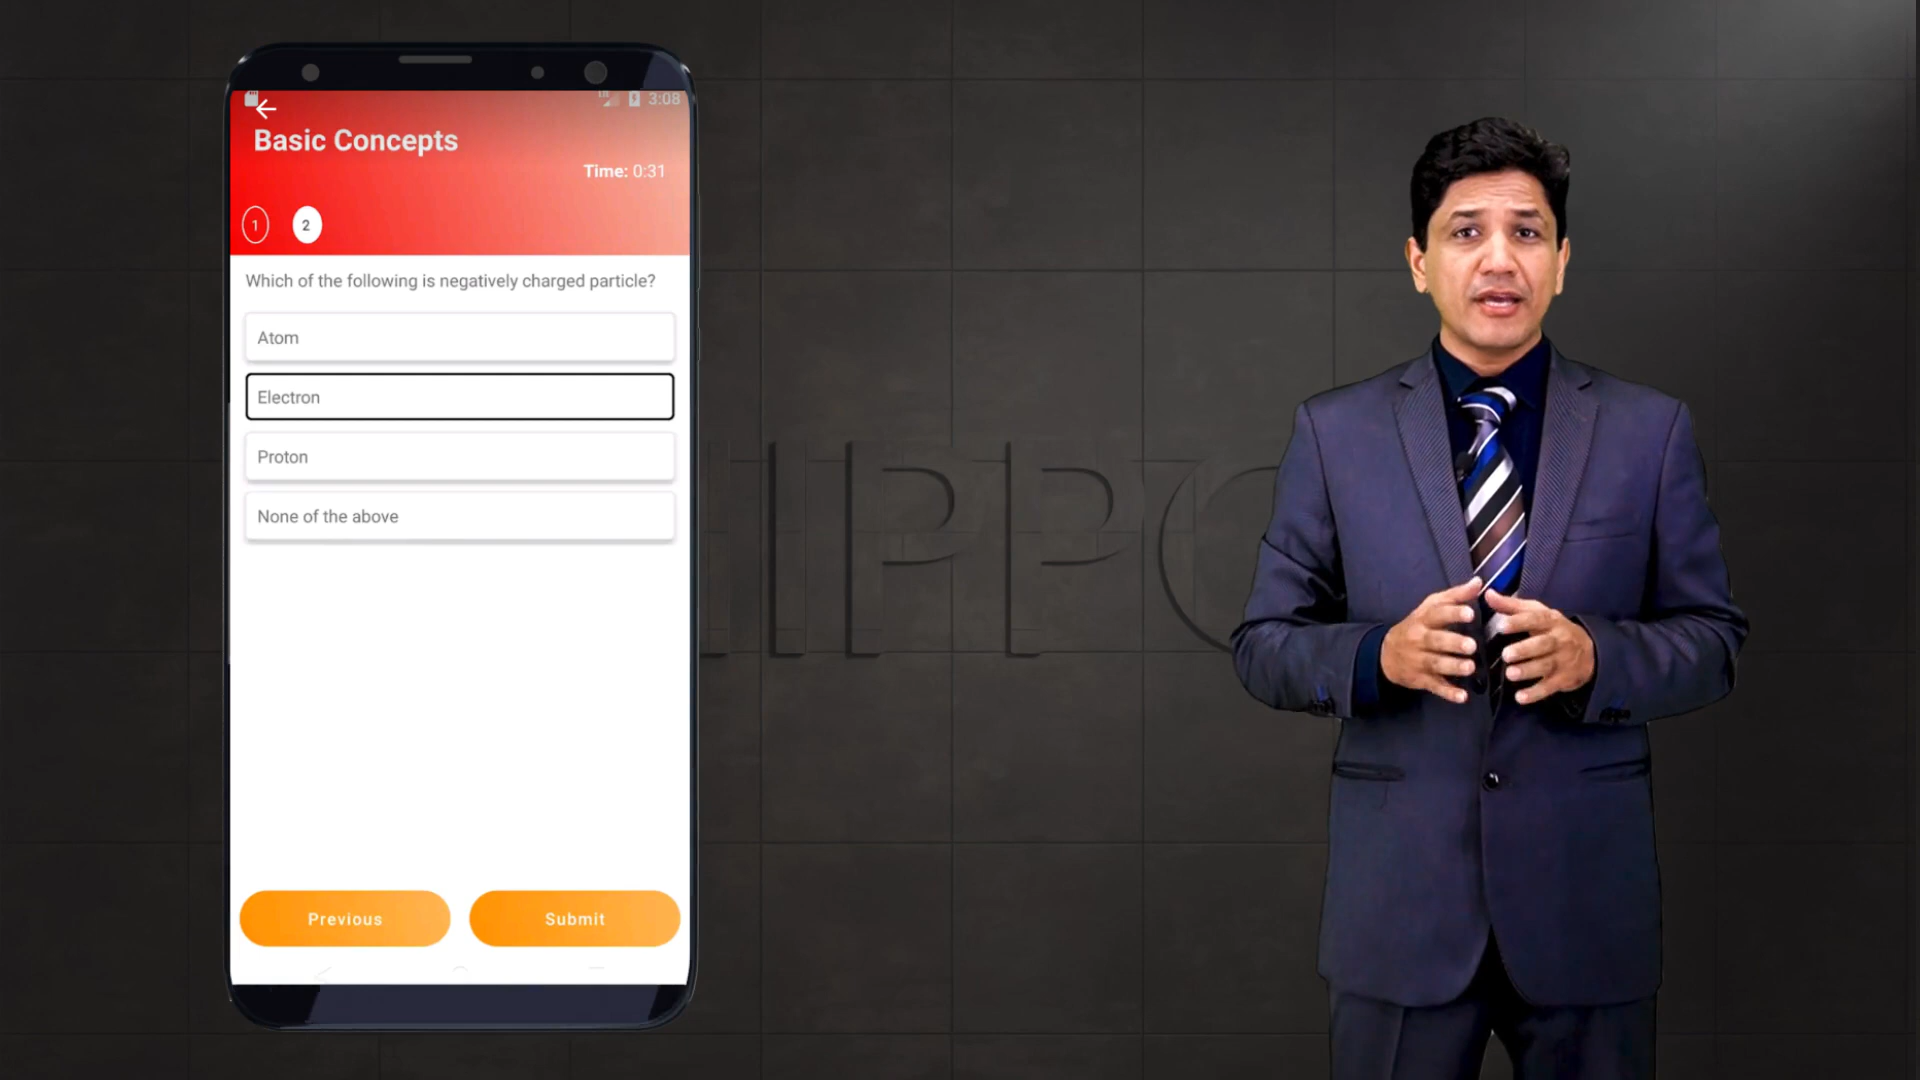 3:08
Basic Concepts
Time: 0:31
1 2
Which of the following is negatively charged particle?
Atom
Electron
Proton
None of the above
Previous Submit